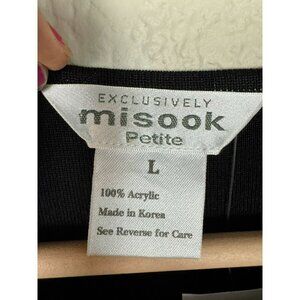 EXCLUSIVELY
misook
Petite
L
100% Acrylic
Made in Korea
See Reverse for Care